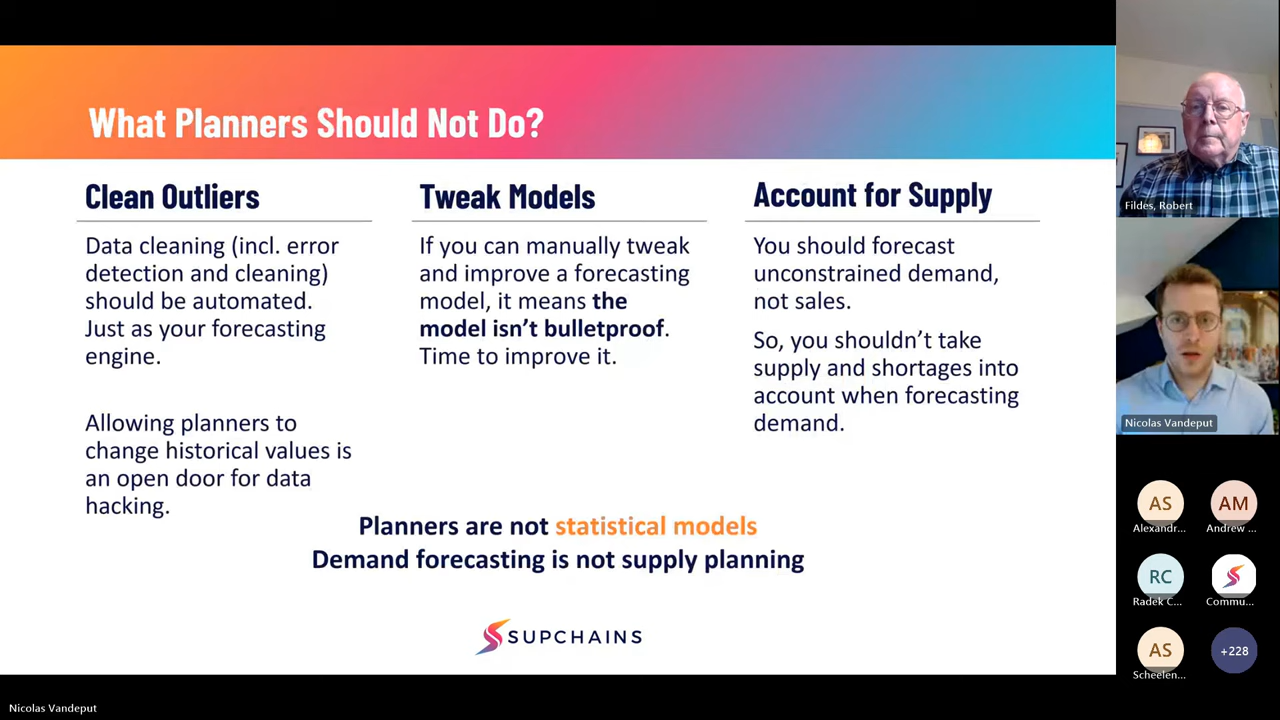 What Planners Should Not Do?
Clean Outliers
Data cleaning (incl. error
detection and cleaning)
should be automated.
Just as your forecasting
engine.
Allowing planners to
change historical values is
an open door for data
hacking.
Tweak Models
If you can manually tweak
and improve a forecasting
model, it means the
model isn’t bulletproof.
Time to improve it.
Account for Supply
You should forecast
unconstrained demand,
not sales.
So, you shouldn’t take
supply and shortages into
account when forecasting
demand.
Planners are not statistical models
Demand forecasting is not supply planning
SUPCHAINS
Fildes, Robert
Nicolas Vandeput
AS
Alexandr...
AM
Andrew ...
RC
Radek C...
Commu...
AS
Scheelen...
+228
Nicolas Vandeput